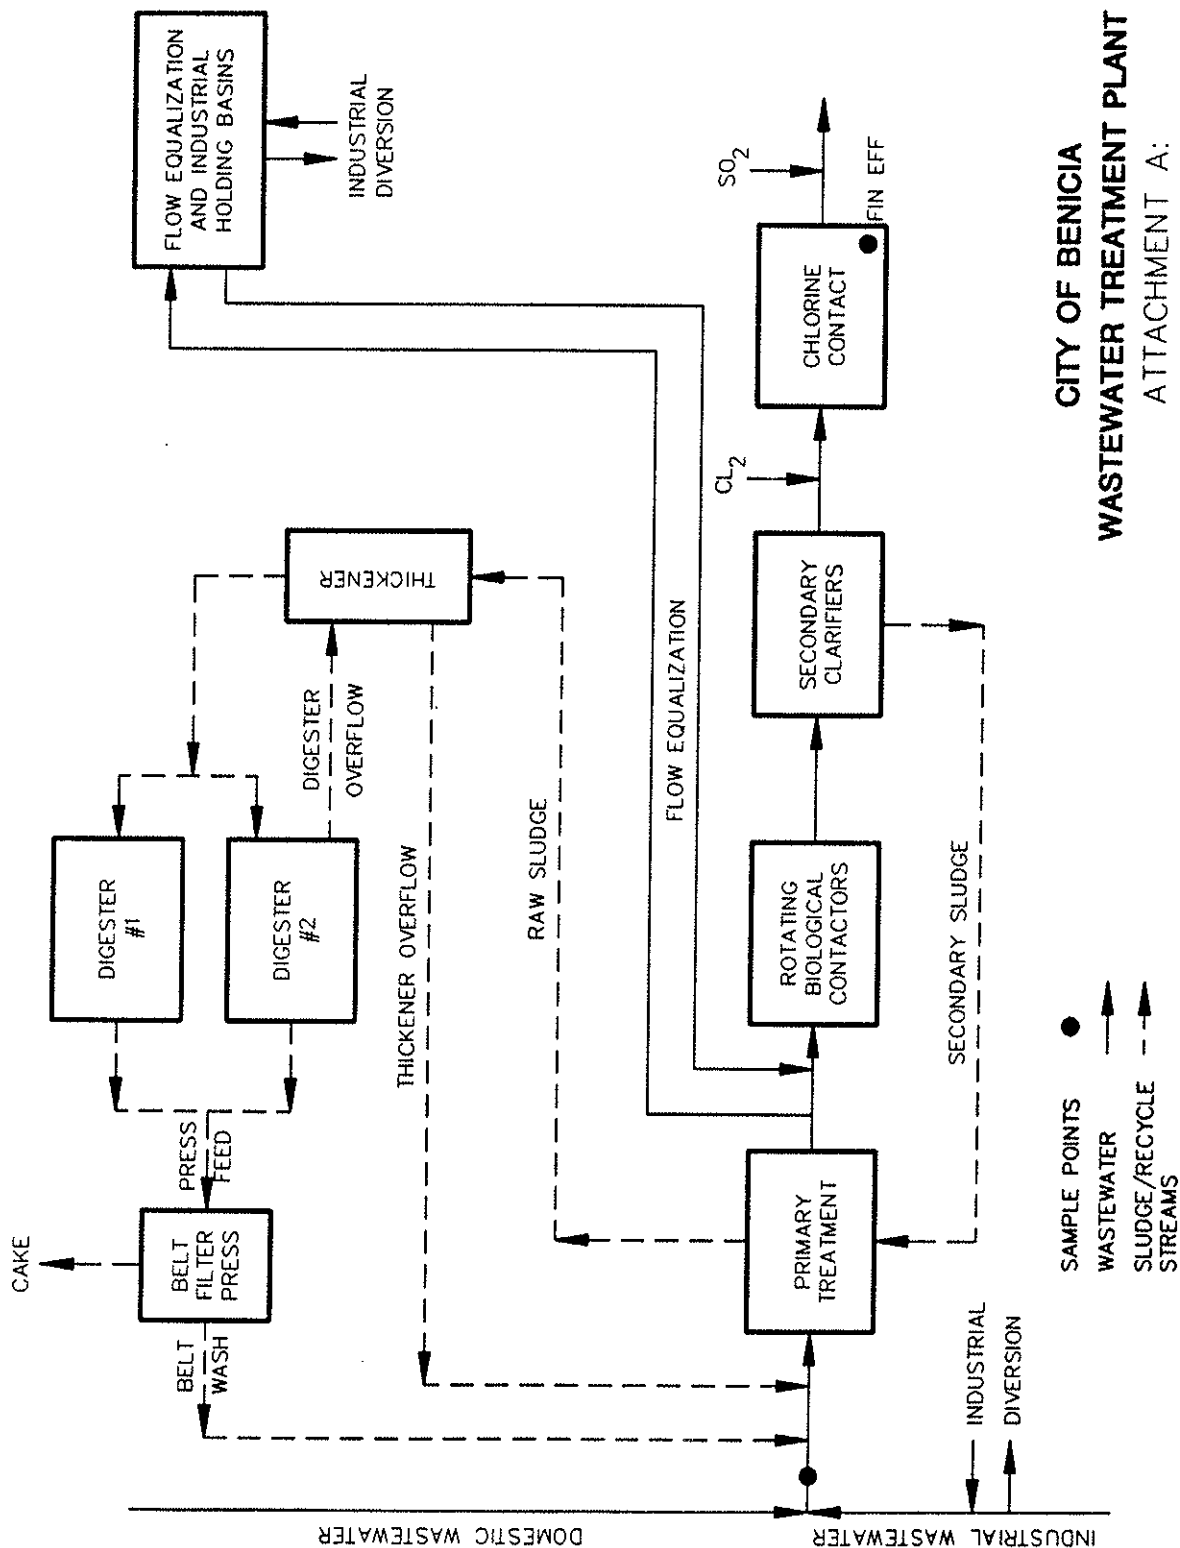 CAKE
BELT
FILTER
PRESS
BELT
WASH
PRESS
FEED
DIGESTER
#1
DIGESTER
#2
DIGESTER
OVERFLOW
THICKENER
FLOW EQUALIZATION
AND INDUSTRIAL
HOLDING BASINS
INDUSTRIAL
DIVERSION
THICKENER OVERFLOW
RAW SLUDGE
FLOW EQUALIZATION
DOMESTIC WASTEWATER
INDUSTRIAL WASTEWATER
PRIMARY
TREATMENT
ROTATING
BIOLOGICAL
CONTACTORS
SECONDARY
CLARIFIERS
CL2
CHLORINE
CONTACT
SO2
FIN EFF
SECONDARY SLUDGE
INDUSTRIAL
DIVERSION
SAMPLE POINTS
WASTEWATER
SLUDGE/RECYCLE
STREAMS
CITY OF BENICIA
WASTEWATER TREATMENT PLANT
ATTACHMENT A: